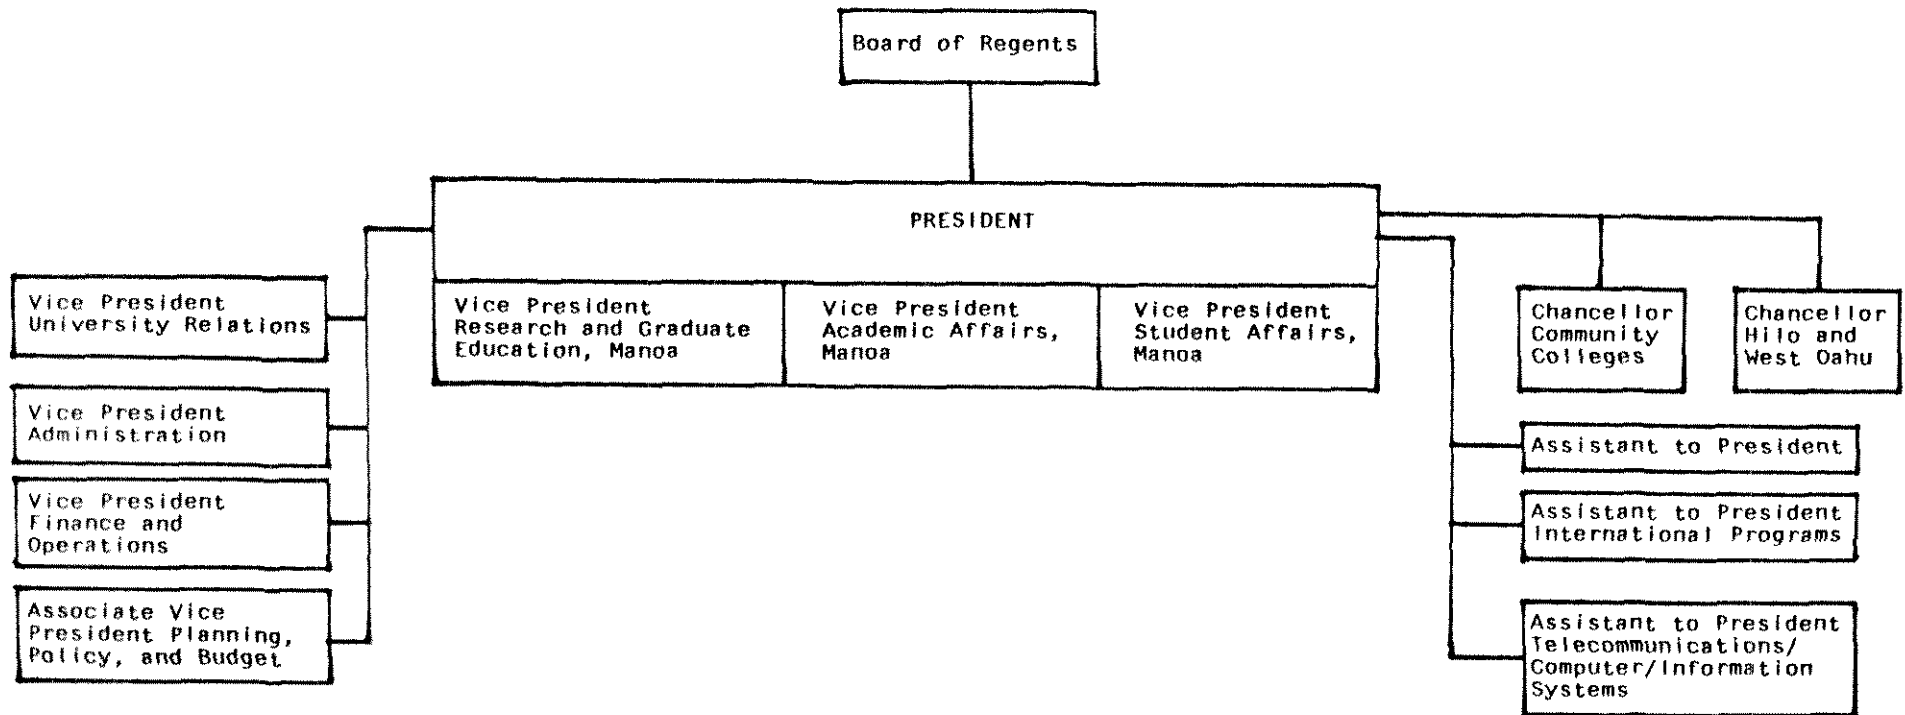 Board of Regents
PRESIDENT
Vice President
Research and Graduate
Education, Manoa
Vice President
Academic Affairs,
Manoa
Vice President
Student Affairs,
Manoa
Vice President
University Relations
Vice President
Administration
Vice President
Finance and
Operations
Associate Vice
President Planning,
Policy, and Budget
Chancellor
Community
Colleges
Chancellor
Hilo and
West Oahu
Assistant to President
Assistant to President
International Programs
Assistant to President
Telecommunications/
Computer/Information
Systems